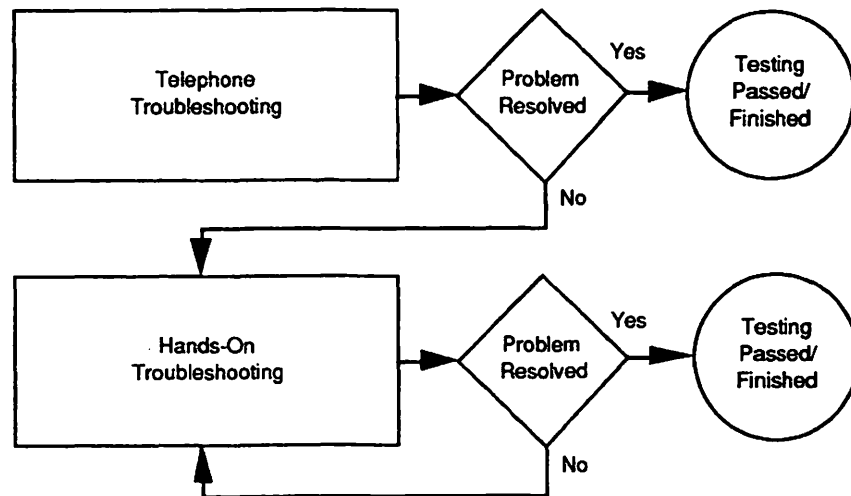 Telephone
Troubleshooting
Problem
Resolved
Yes
Testing
Passed/
Finished
No
Hands-On
Troubleshooting
Problem
Resolved
Yes
Testing
Passed/
Finished
No